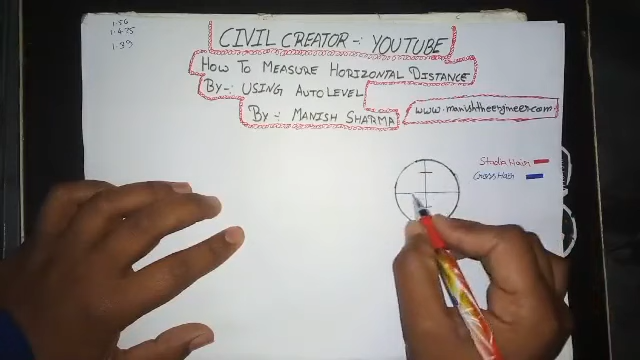 1.56
1.475
1.39
CIVIL CREATOR -: YOUTUBE
HOW TO MEASURE HORIZONTAL DISTANCE
By -: USING AUTO LEVEL
By -: MANISH SHARMA
www.manishtheengineer.com
Stadia Hair
Cross Hair